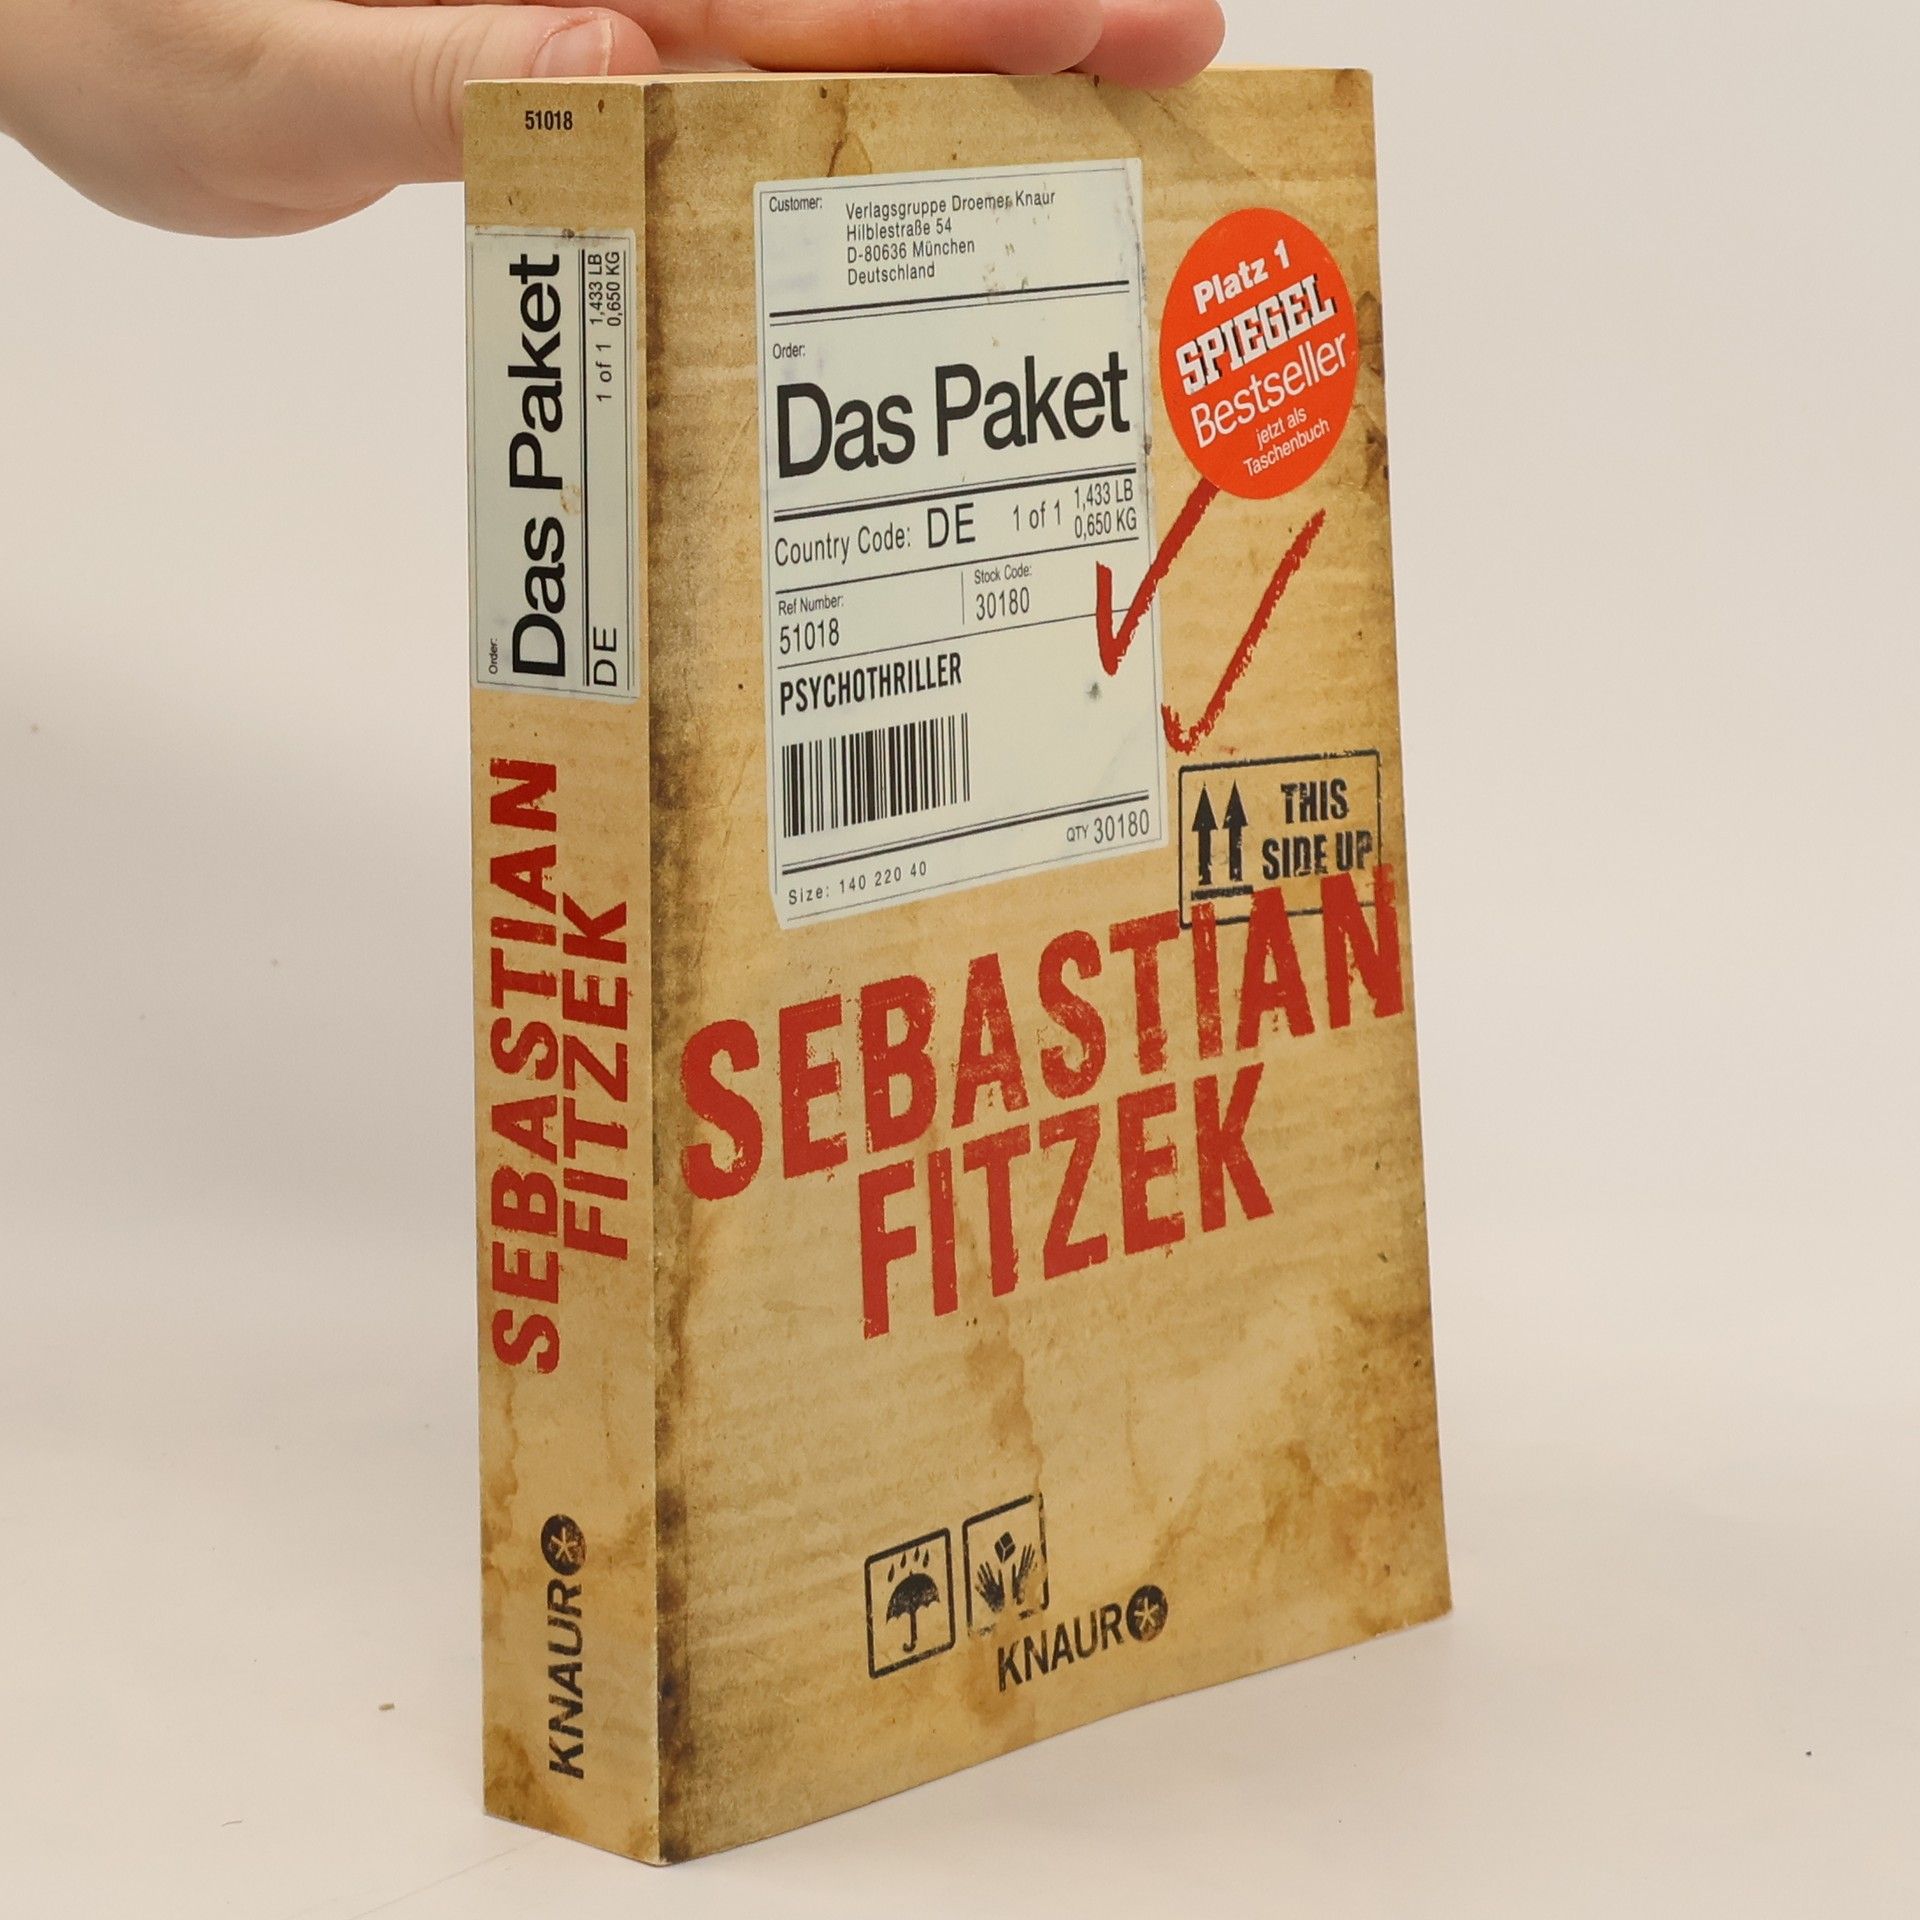 51018
Order:
Das Paket
DE 1 of 1 1,433 LB
0,650 KG
SEBASTIAN
FITZEK
KNAUR
Customer: Verlagsgruppe Droemer Knaur
Hilblestraße 54
D-80636 München
Deutschland
Order:
Das Paket
Country Code: DE 1 of 1 1,433 LB
0,650 KG
Ref Number: Stock Code:
51018 30180
PSYCHOTHRILLER
QTY 30180
Size: 140 220 40
Platz 1
SPIEGEL
Bestseller
jetzt als
Taschenbuch
THIS
SIDE UP
SEBASTIAN
FITZEK
KNAUR